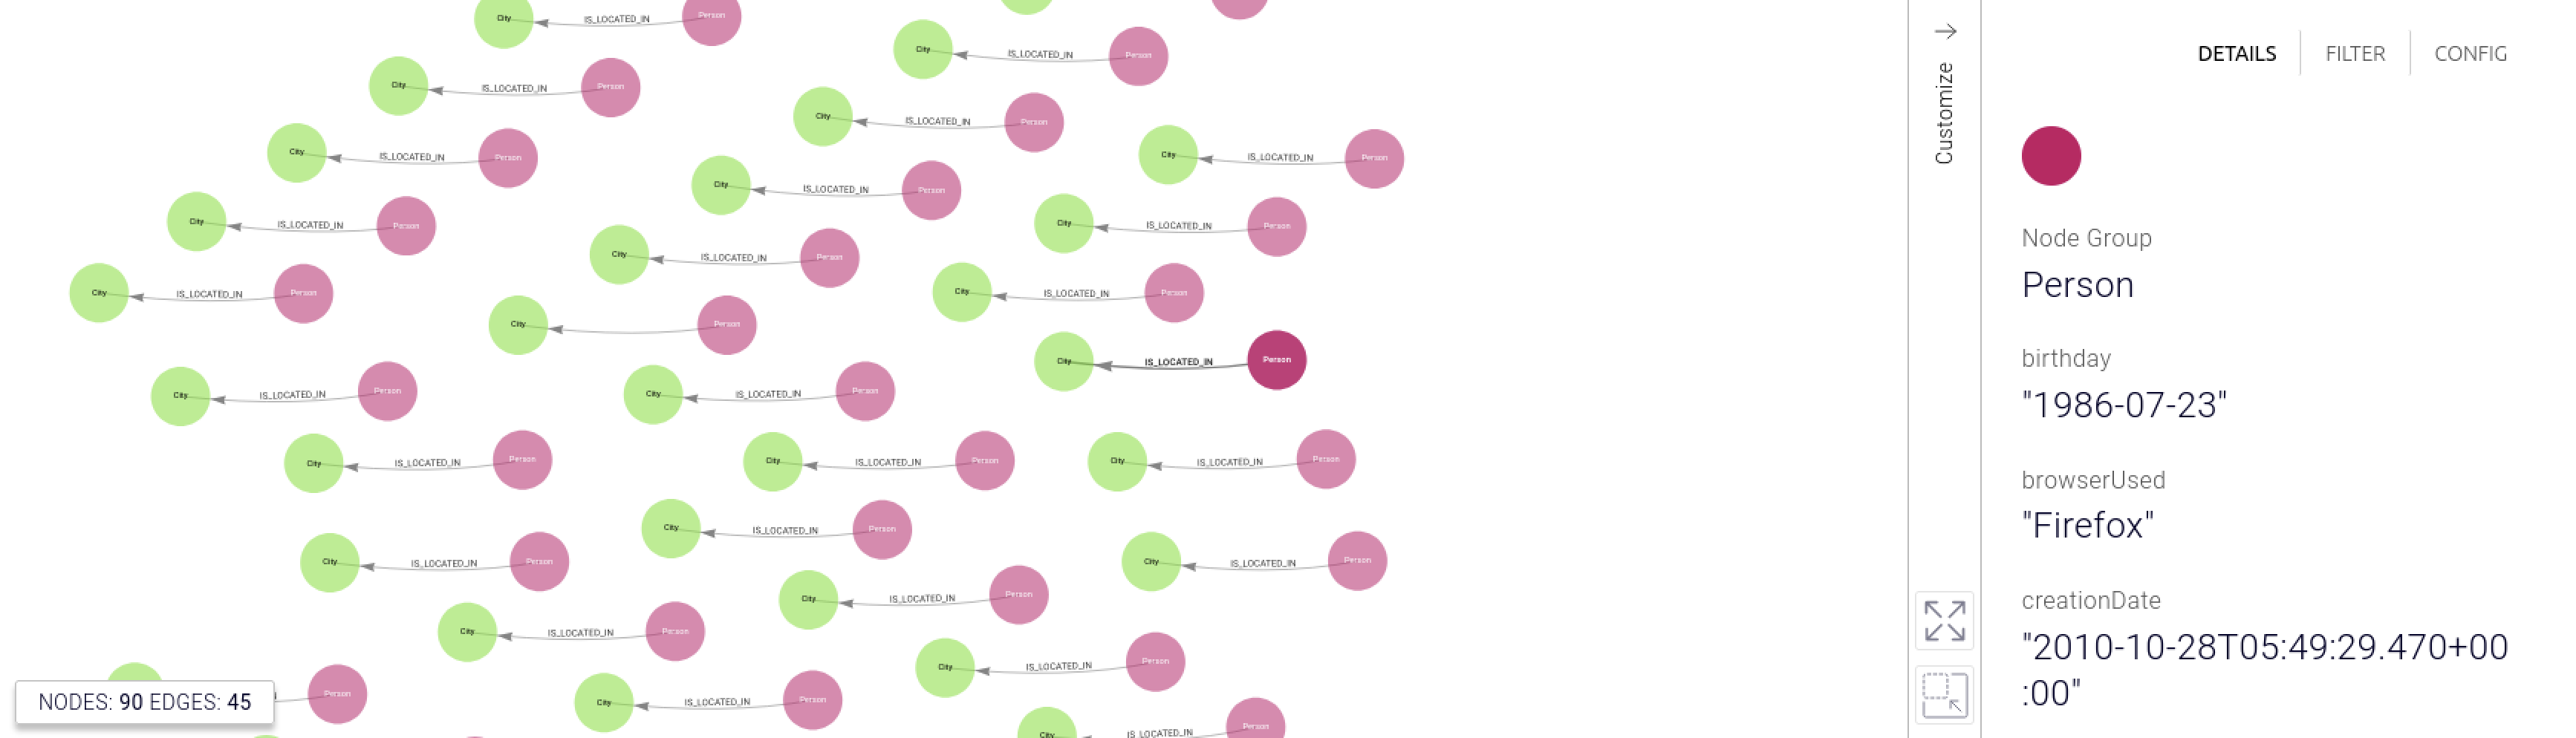 City IS_LOCATED_IN Person
City IS_LOCATED_IN Person
City IS_LOCATED_IN Person
City IS_LOCATED_IN Person
City IS_LOCATED_IN Person
City IS_LOCATED_IN Person
City IS_LOCATED_IN Person
City IS_LOCATED_IN Person
City IS_LOCATED_IN Person
City IS_LOCATED_IN Person
City IS_LOCATED_IN Person
City IS_LOCATED_IN Person
City IS_LOCATED_IN Person
City IS_LOCATED_IN Person
City Person
City IS_LOCATED_IN Person
City IS_LOCATED_IN Person
City IS_LOCATED_IN Person
City IS_LOCATED_IN Person
City IS_LOCATED_IN Person
City IS_LOCATED_IN Person
City IS_LOCATED_IN Person
City IS_LOCATED_IN Person
City IS_LOCATED_IN Person
City IS_LOCATED_IN Person
City IS_LOCATED_IN Person
City IS_LOCATED_IN Person
Person
City IS_LOCATED_IN Person
City IS_LOCATED_IN Person
NODES: 90 EDGES: 45
Customize
DETAILS FILTER CONFIG
Node Group
Person
birthday
"1986-07-23"
browserUsed
"Firefox"
creationDate
"2010-10-28T05:49:29.470+00
:00"